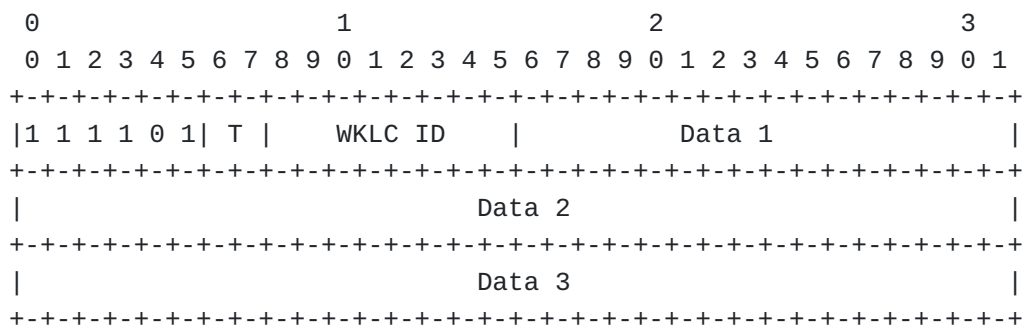 0                   1                   2                   3
 0 1 2 3 4 5 6 7 8 9 0 1 2 3 4 5 6 7 8 9 0 1 2 3 4 5 6 7 8 9 0 1
+-+-+-+-+-+-+-+-+-+-+-+-+-+-+-+-+-+-+-+-+-+-+-+-+-+-+-+-+-+-+-+-+
|1 1 1 1 0 1| T |    WKLC ID    |          Data 1               |
+-+-+-+-+-+-+-+-+-+-+-+-+-+-+-+-+-+-+-+-+-+-+-+-+-+-+-+-+-+-+-+-+
|                             Data 2                            |
+-+-+-+-+-+-+-+-+-+-+-+-+-+-+-+-+-+-+-+-+-+-+-+-+-+-+-+-+-+-+-+-+
|                             Data 3                            |
+-+-+-+-+-+-+-+-+-+-+-+-+-+-+-+-+-+-+-+-+-+-+-+-+-+-+-+-+-+-+-+-+